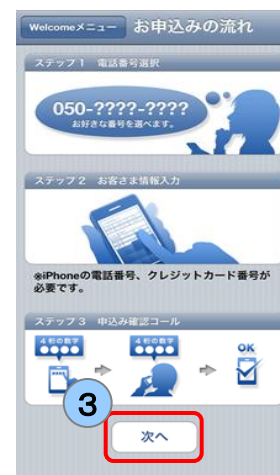 Welcomeメニュー お申込みの流れ
ステップ1 電話番号選択
050-????-????
お好きな番号を選べます。
ステップ2 お客さま情報入力
※iPhoneの電話番号、クレジットカード番号が
必要です。
ステップ3 申込み確認コール
4桁の数字 4桁の数字 OK
3
次へ